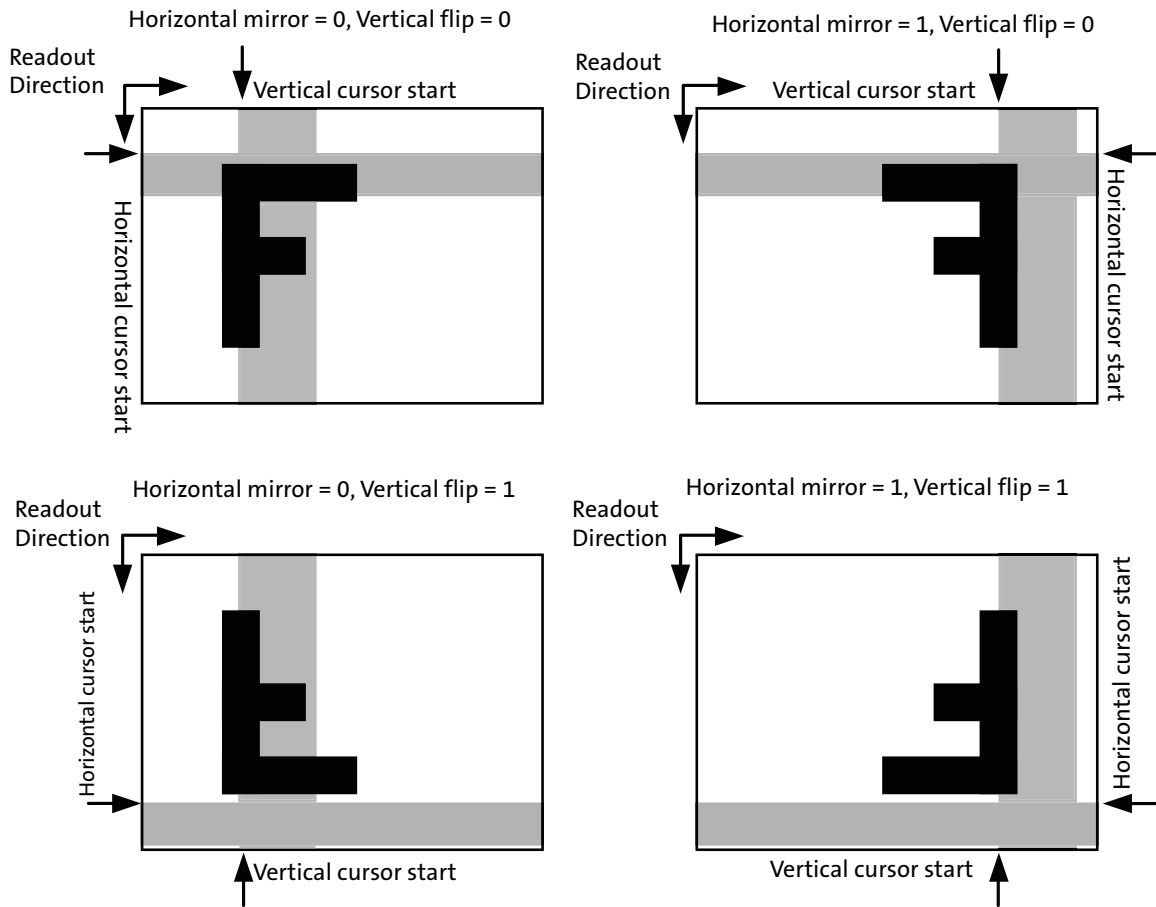 Horizontal mirror = 0, Vertical flip = 0
Readout
Direction
Vertical cursor start
Horizontal cursor start
Horizontal mirror = 1, Vertical flip = 0
Readout
Direction
Vertical cursor start
Horizontal cursor start
Horizontal mirror = 0, Vertical flip = 1
Readout
Direction
Horizontal cursor start
Vertical cursor start
Horizontal mirror = 1, Vertical flip = 1
Readout
Direction
Horizontal cursor start
Vertical cursor start